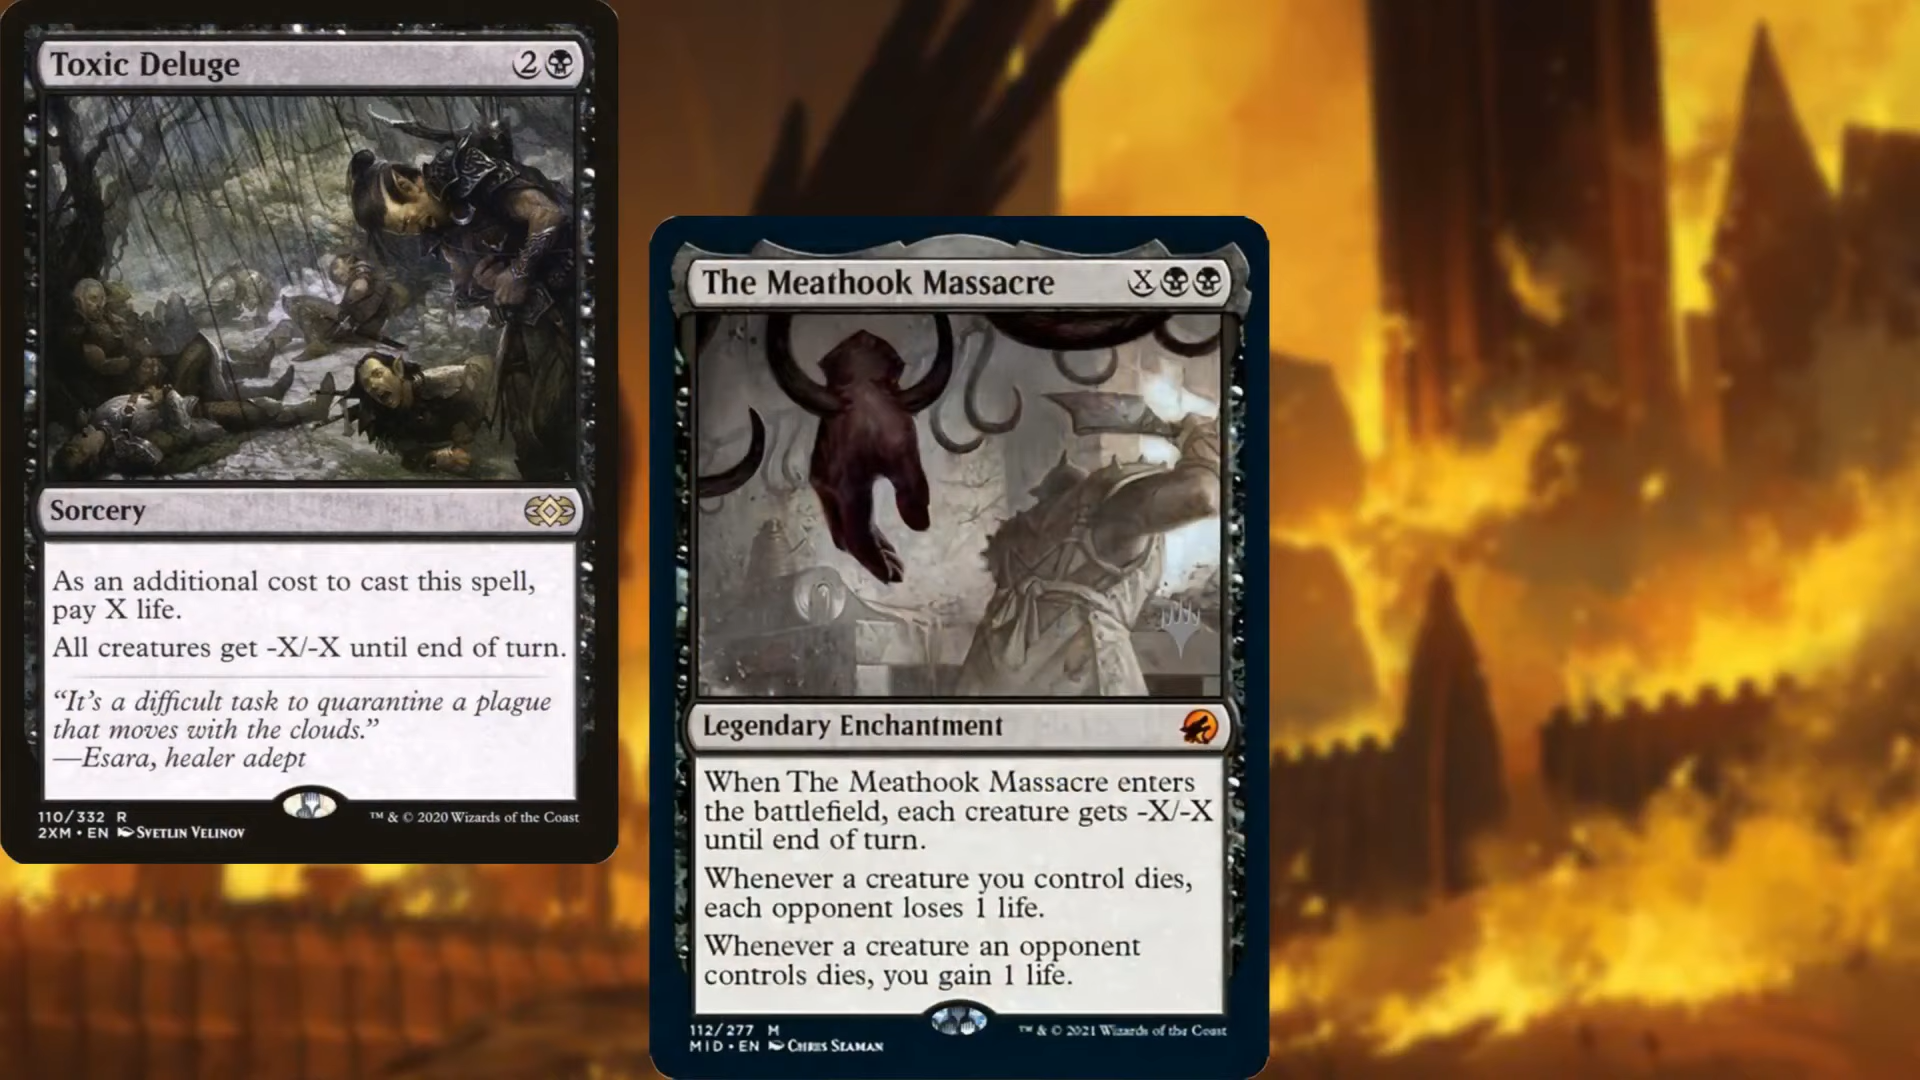 Toxic Deluge 2
Sorcery
As an additional cost to cast this spell,
pay X life.
All creatures get -X/-X until end of turn.
“It’s a difficult task to quarantine a plague
that moves with the clouds.”
—Esara, healer adept
110/332 R
™ & © 2020 Wizards of the Coast
2XM • EN Svetlin Velinov
The Meathook Massacre X
Legendary Enchantment
When The Meathook Massacre enters
the battlefield, each creature gets -X/-X
until end of turn.
Whenever a creature you control dies,
each opponent loses 1 life.
Whenever a creature an opponent
controls dies, you gain 1 life.
112/277 M
™ & © 2021 Wizards of the Coast
MID • EN Chris Seaman